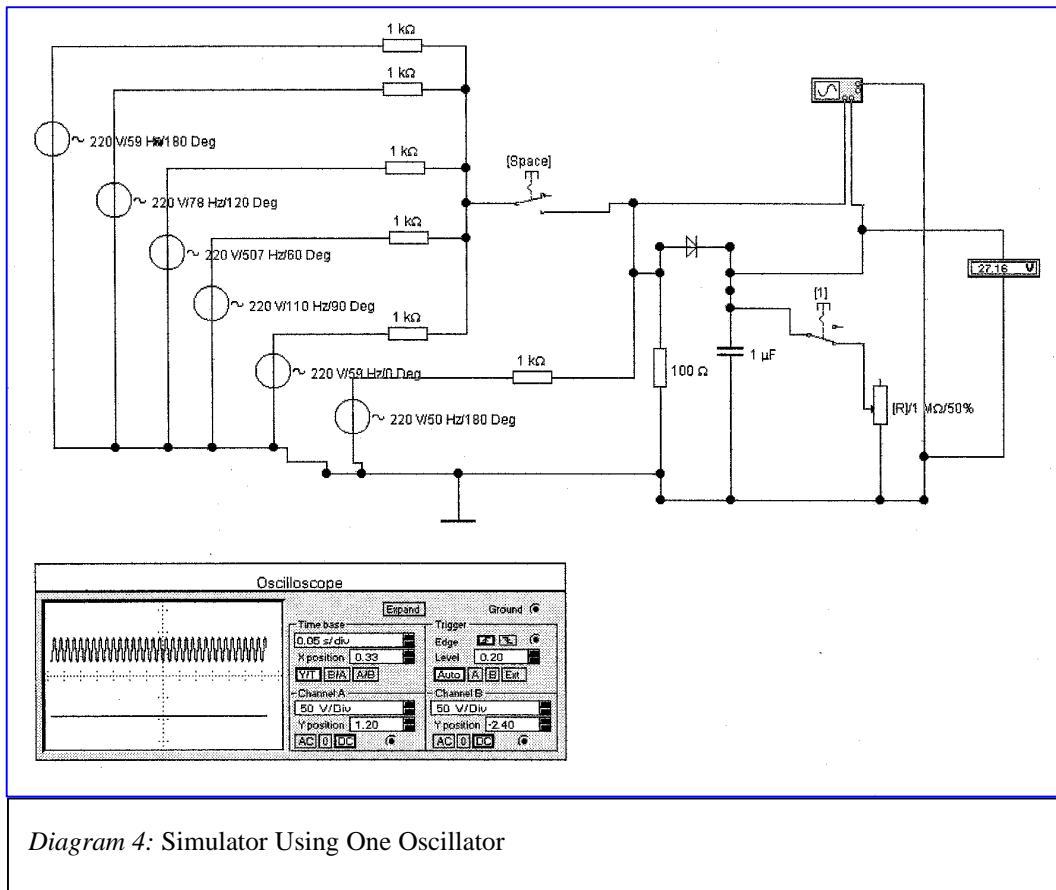 1 kΩ
1 kΩ
220 V/59 Hz/180 Deg
1 kΩ
[Space]
220 V/78 Hz/120 Deg
1 kΩ
220 V/507 Hz/60 Deg
27.16 V
[1]
220 V/110 Hz/90 Deg
1 kΩ
1 kΩ
1 µF
100 Ω
220 V/59 Hz/0 Deg
[R]/1 MΩ/50%
220 V/50 Hz/180 Deg
Oscilloscope
Expand
Ground
Time base
Trigger
0.05 s/div
Edge
X position 0.33
Level 0.20
Y/T B/A A/B
Auto A B Ext
Channel A
Channel B
50 V/Div
50 V/Div
Y position 1.20
Y position -2.40
AC 0 DC
AC 0 DC
Diagram 4: Simulator Using One Oscillator